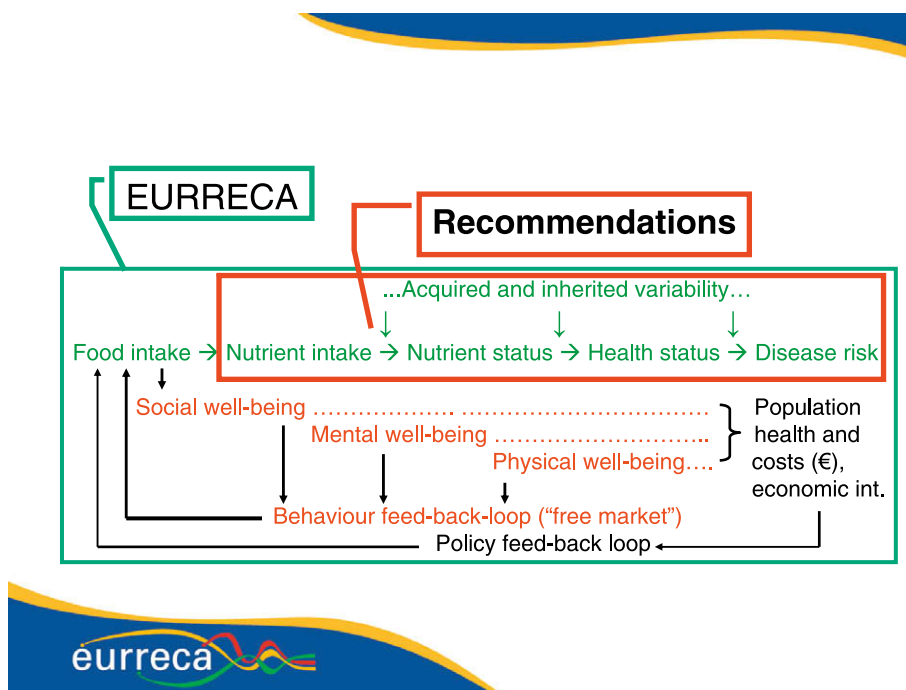 EURRECA
Recommendations
...Acquired and inherited variability...
↓ ↓ ↓
Food intake → Nutrient intake → Nutrient status → Health status → Disease risk
Social well-being ………………. …………………………….
Mental well-being ………………………...
Physical well-being….
Population
health and
costs (€),
economic int.
Behaviour feed-back-loop (“free market”)
Policy feed-back loop
eurreca